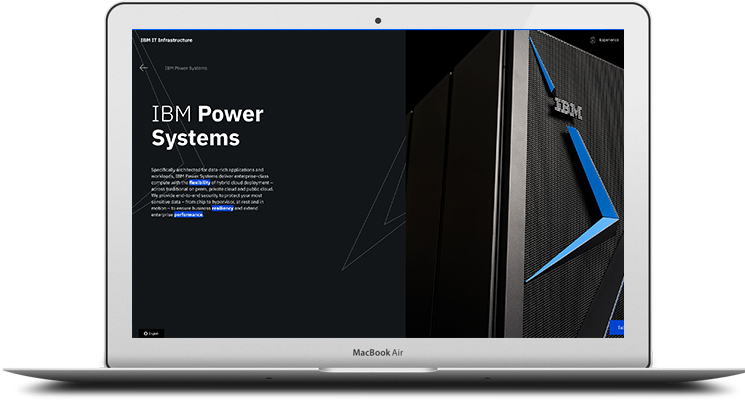 IBM IT Infrastructure
Experience
IBM Power Systems
IBM Power
Systems
Specifically architected for data-rich applications and
workloads, IBM Power Systems deliver enterprise-class
compute with the flexibility of hybrid cloud deployment –
across traditional on prem, private cloud and public cloud.
We provide end-to-end security to protect your most
sensitive data – from chip to hypervisor, at rest and in
motion – to ensure business resiliency and extend
enterprise performance.
IBM
English
MacBook Air